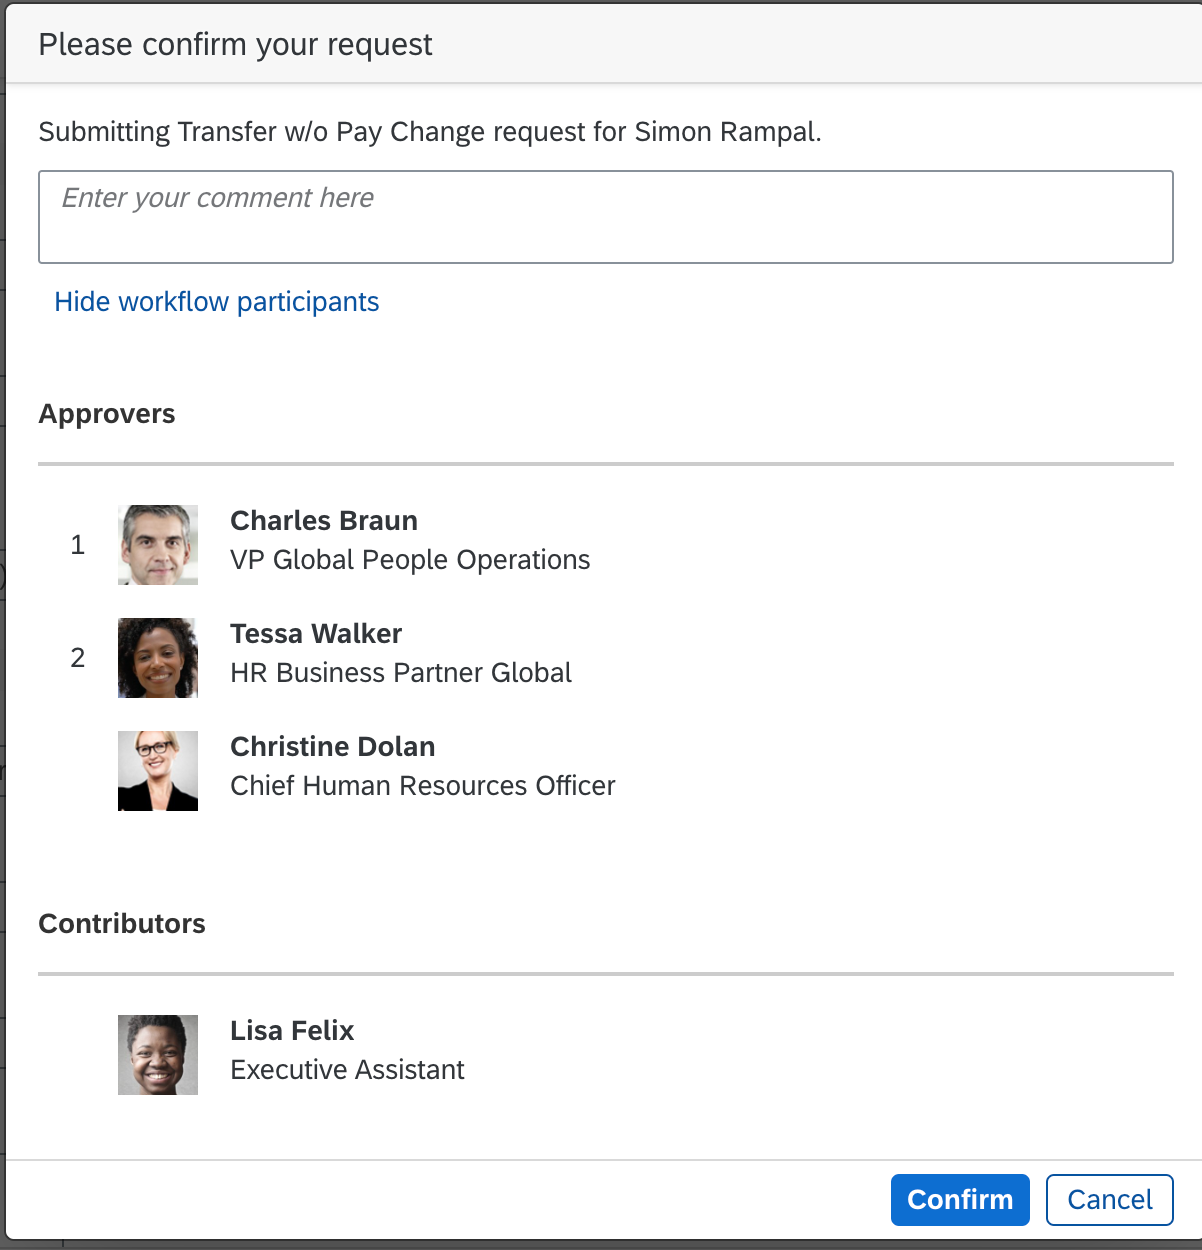 Please confirm your request
Submitting Transfer w/o Pay Change request for Simon Rampal.
Enter your comment here
Hide workflow participants
Approvers
1
Charles Braun
VP Global People Operations
2
Tessa Walker
HR Business Partner Global
Christine Dolan
Chief Human Resources Officer
Contributors
Lisa Felix
Executive Assistant
Confirm
Cancel